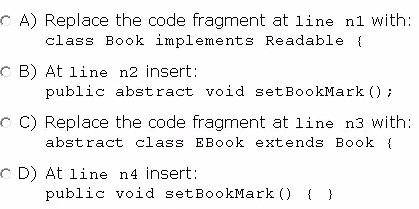 A) Replace the code fragment at line n1 with:
class Book implements Readable {
B) At line n2 insert:
public abstract void setBookMark();
C) Replace the code fragment at line n3 with:
abstract class EBook extends Book {
D) At line n4 insert:
public void setBookMark() { }